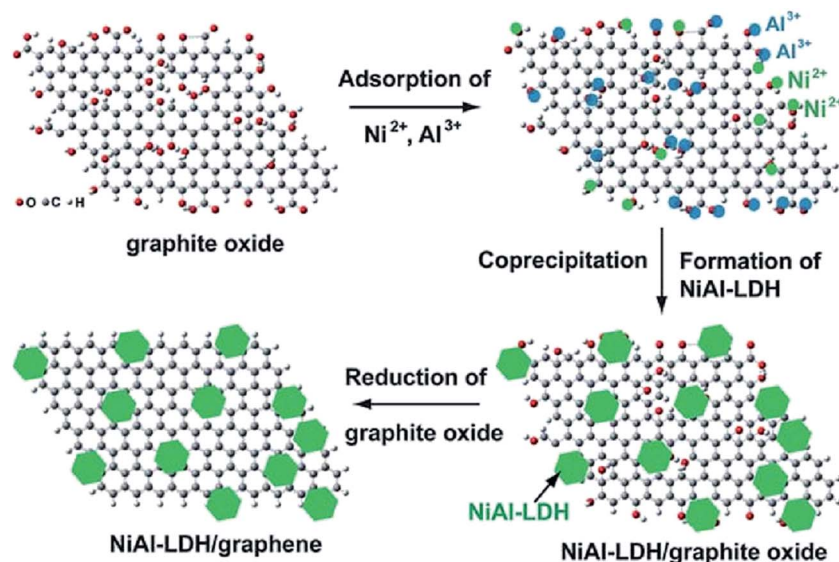 Al³⁺
Al³⁺
Ni²⁺
Ni²⁺
Adsorption of
Ni²⁺, Al³⁺
O C H
graphite oxide
Coprecipitation
Formation of
NiAl-LDH
Reduction of
graphite oxide
NiAl-LDH
NiAl-LDH/graphene
NiAl-LDH/graphite oxide